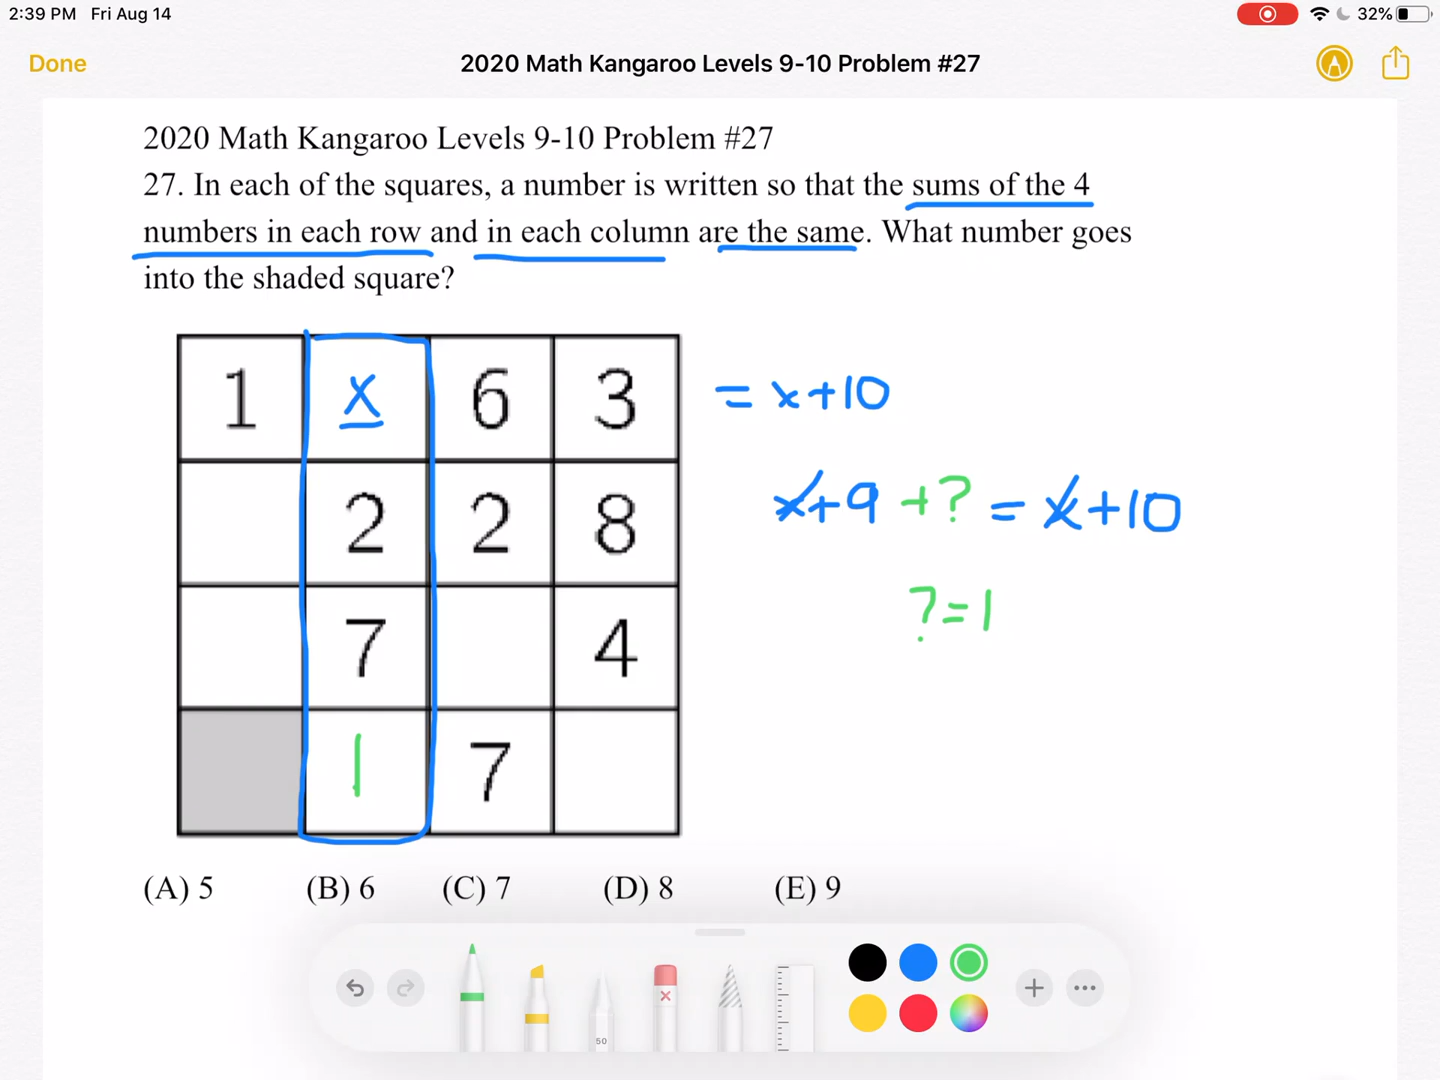 2:39 PM Fri Aug 14
32%
Done
2020 Math Kangaroo Levels 9-10 Problem #27
2020 Math Kangaroo Levels 9-10 Problem #27
27. In each of the squares, a number is written so that the sums of the 4
numbers in each row and in each column are the same. What number goes
into the shaded square?
1 x 6 3 = x+10
2 2 8 x+9 +? = x+10
7 4 ?=1
1 7
(A) 5 (B) 6 (C) 7 (D) 8 (E) 9
50